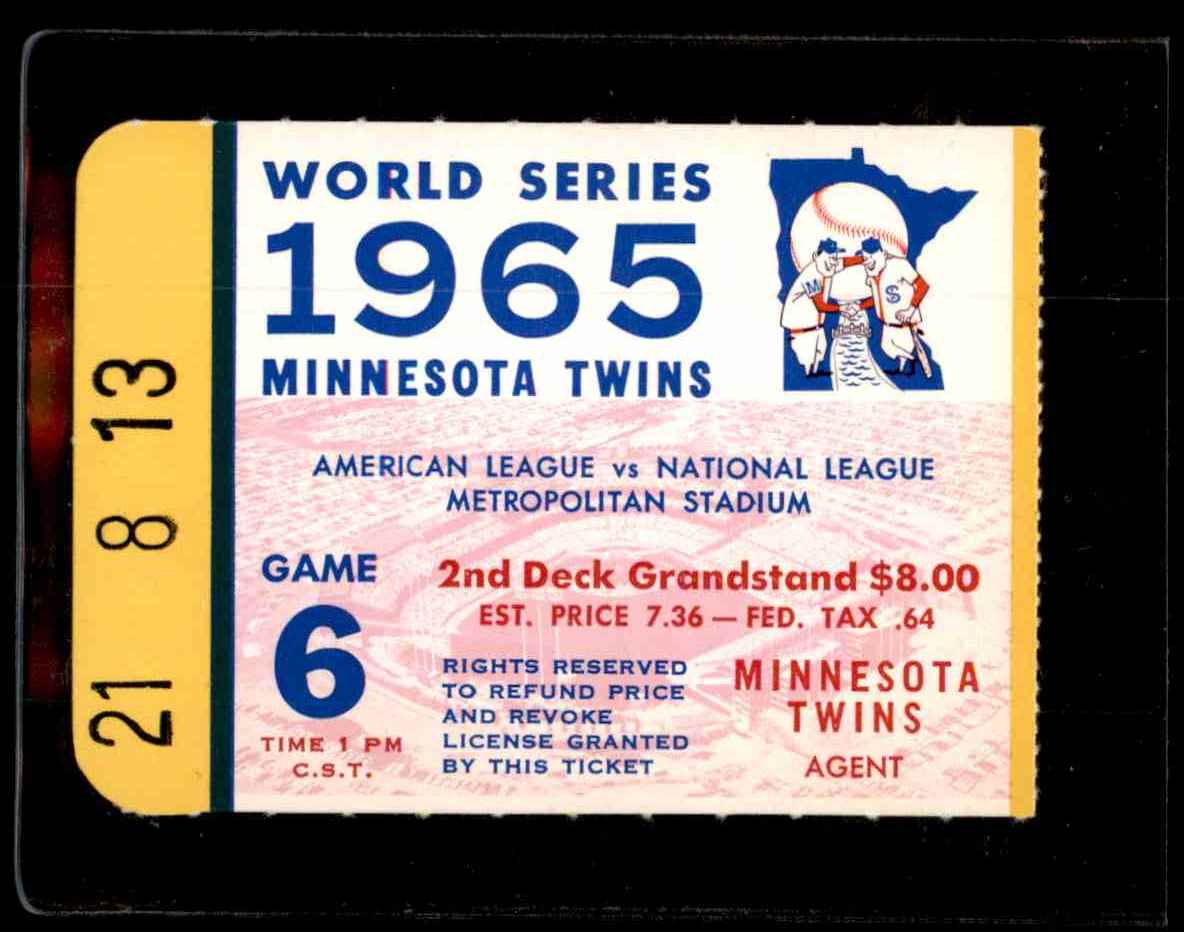 WORLD SERIES
1965
MINNESOTA TWINS
M
S
AMERICAN LEAGUE vs NATIONAL LEAGUE
METROPOLITAN STADIUM
GAME
6
TIME 1 PM
C.S.T.
2nd Deck Grandstand $8.00
EST. PRICE 7.36 — FED. TAX .64
RIGHTS RESERVED
TO REFUND PRICE
AND REVOKE
LICENSE GRANTED
BY THIS TICKET
MINNESOTA
TWINS
AGENT
21 8 13